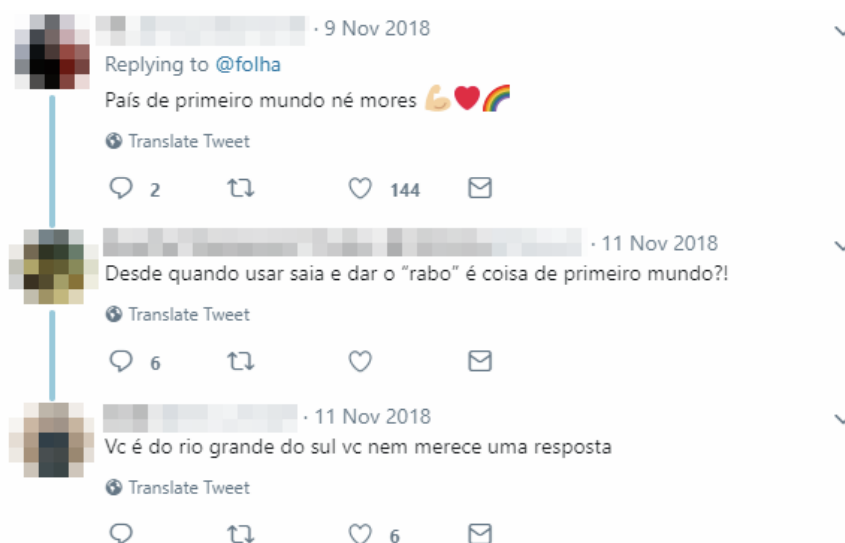 · 9 Nov 2018
Replying to @folha
País de primeiro mundo né mores 💪🏼❤️🌈
Translate Tweet
2 144
· 11 Nov 2018
Desde quando usar saia e dar o "rabo" é coisa de primeiro mundo?!
Translate Tweet
6
· 11 Nov 2018
Vc é do rio grande do sul vc nem merece uma resposta
Translate Tweet
6